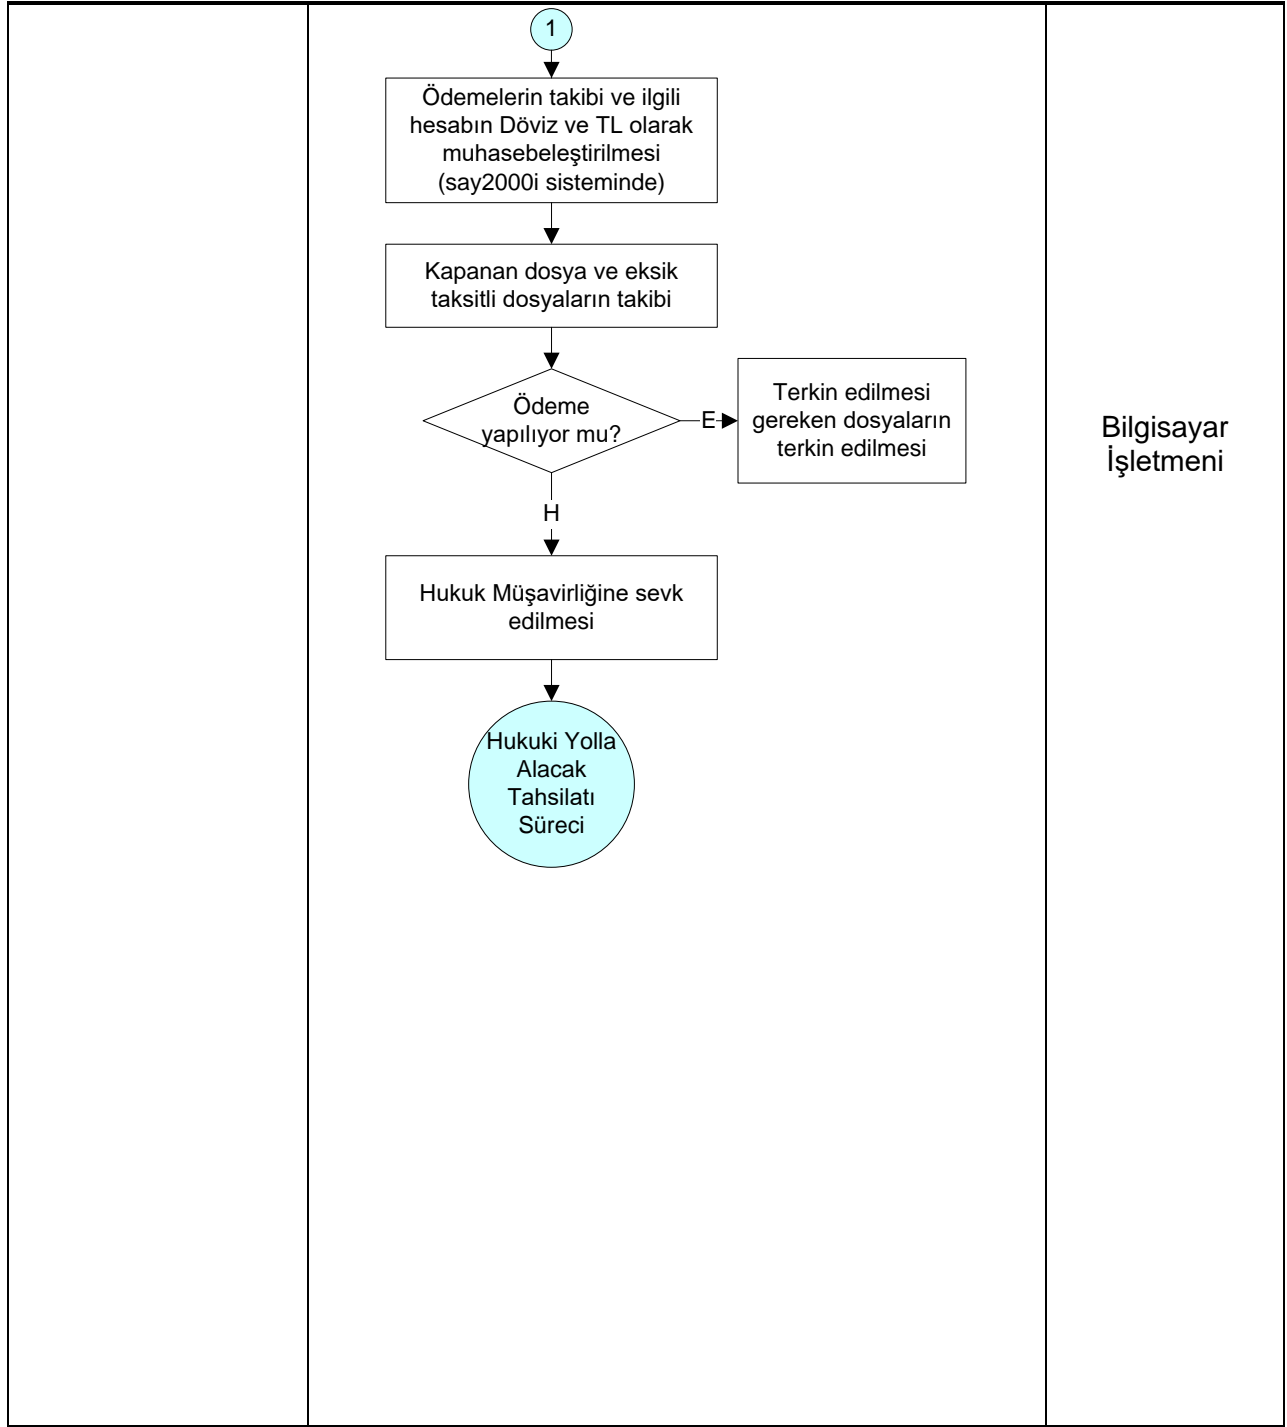 1
Ödemelerin takibi ve ilgili
hesabın Döviz ve TL olarak
muhasebeleştirilmesi
(say2000i sisteminde)
Kapanan dosya ve eksik
taksitli dosyaların takibi
Ödeme
yapılıyor mu?
E
Terkin edilmesi
gereken dosyaların
terkin edilmesi
H
Hukuk Müşavirliğine sevk
edilmesi
Hukuki Yolla
Alacak
Tahsilatı
Süreci
Bilgisayar
İşletmeni